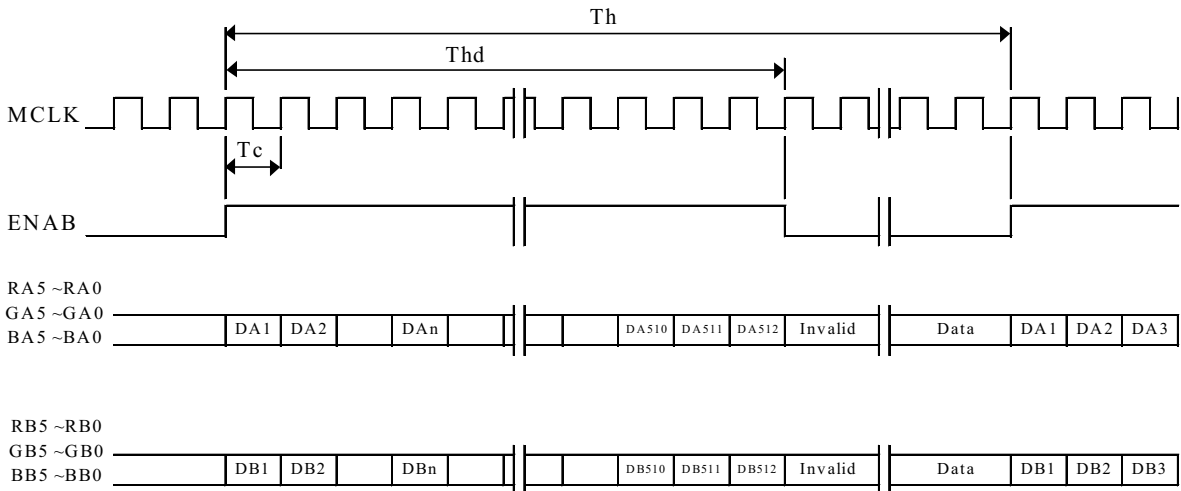 Th
Thd
MCLK
Tc
ENAB
RA5 ~RA0
GA5 ~GA0
BA5 ~BA0
DA1 DA2 DAn DA510 DA511 DA512 Invalid Data DA1 DA2 DA3
RB5 ~RB0
GB5 ~GB0
BB5 ~BB0
DB1 DB2 DBn DB510 DB511 DB512 Invalid Data DB1 DB2 DB3